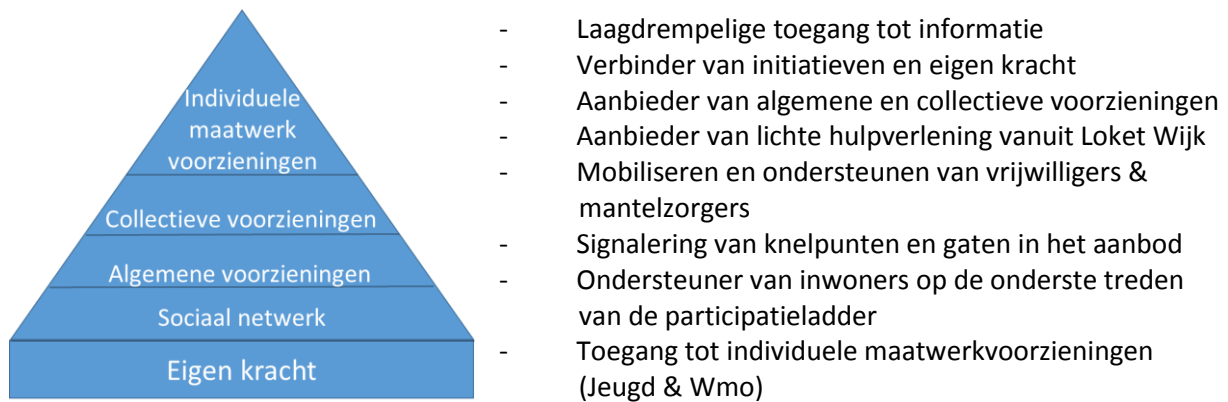 Individuele
maatwerk
voorzieningen
Collectieve voorzieningen
Algemene voorzieningen
Sociaal netwerk
Eigen kracht
- Laagdrempelige toegang tot informatie
- Verbinder van initiatieven en eigen kracht
- Aanbieder van algemene en collectieve voorzieningen
- Aanbieder van lichte hulpverlening vanuit Loket Wijk
- Mobiliseren en ondersteunen van vrijwilligers &
mantelzorgers
- Signalering van knelpunten en gaten in het aanbod
- Ondersteuner van inwoners op de onderste treden
van de participatieladder
- Toegang tot individuele maatwerkvoorzieningen
(Jeugd & Wmo)